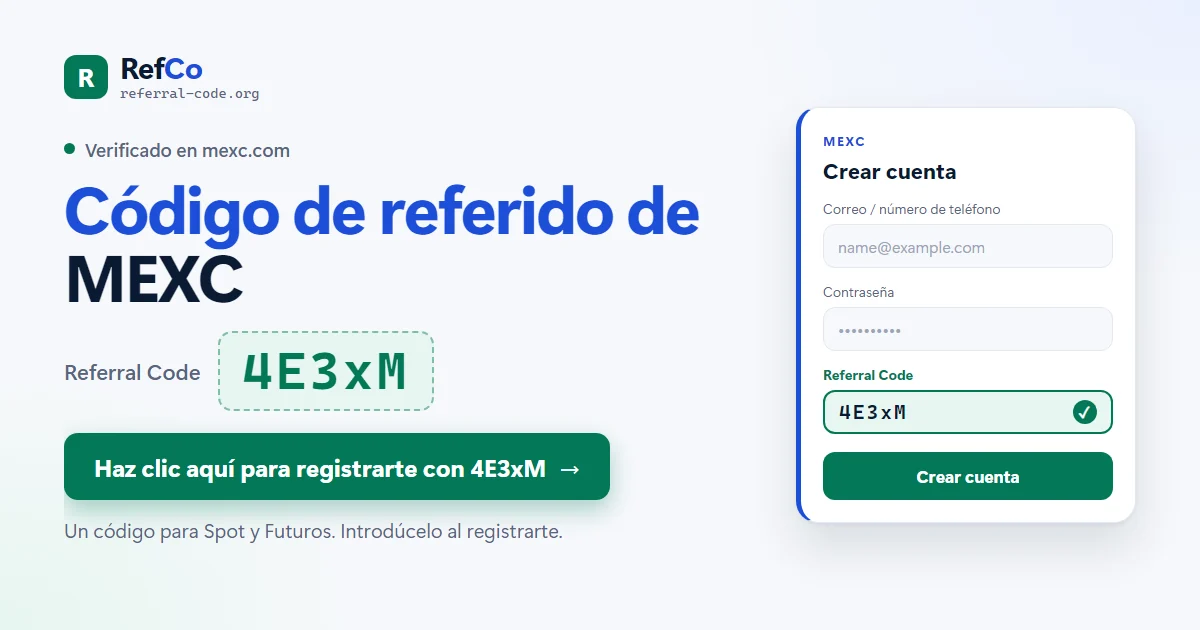 R
RefCo
referral-code.org
Verificado en mexc.com
Código de referido de
MEXC
Referral Code
4E3xM
Haz clic aquí para registrarte con 4E3xM →
Un código para Spot y Futuros. Introdúcelo al registrarte.
MEXC
Crear cuenta
Correo / número de teléfono
name@example.com
Contraseña
••••••••••
Referral Code
4E3xM
Crear cuenta